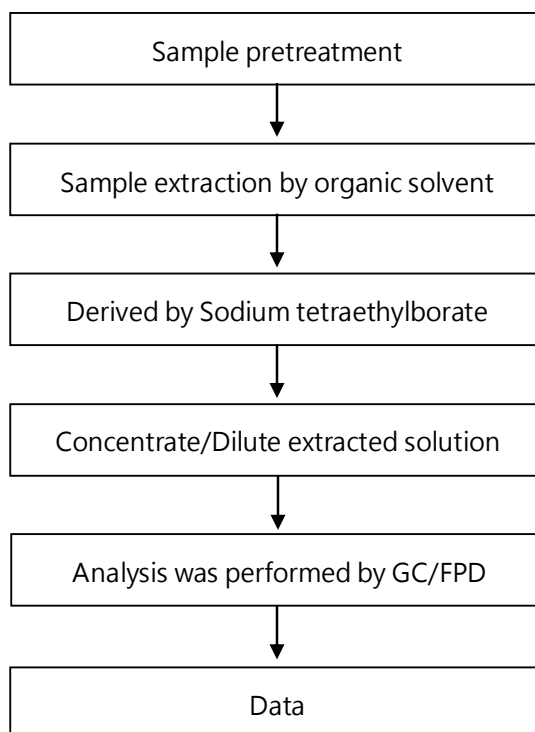 Sample pretreatment
Sample extraction by organic solvent
Derived by Sodium tetraethylborate
Concentrate/Dilute extracted solution
Analysis was performed by GC/FPD
Data